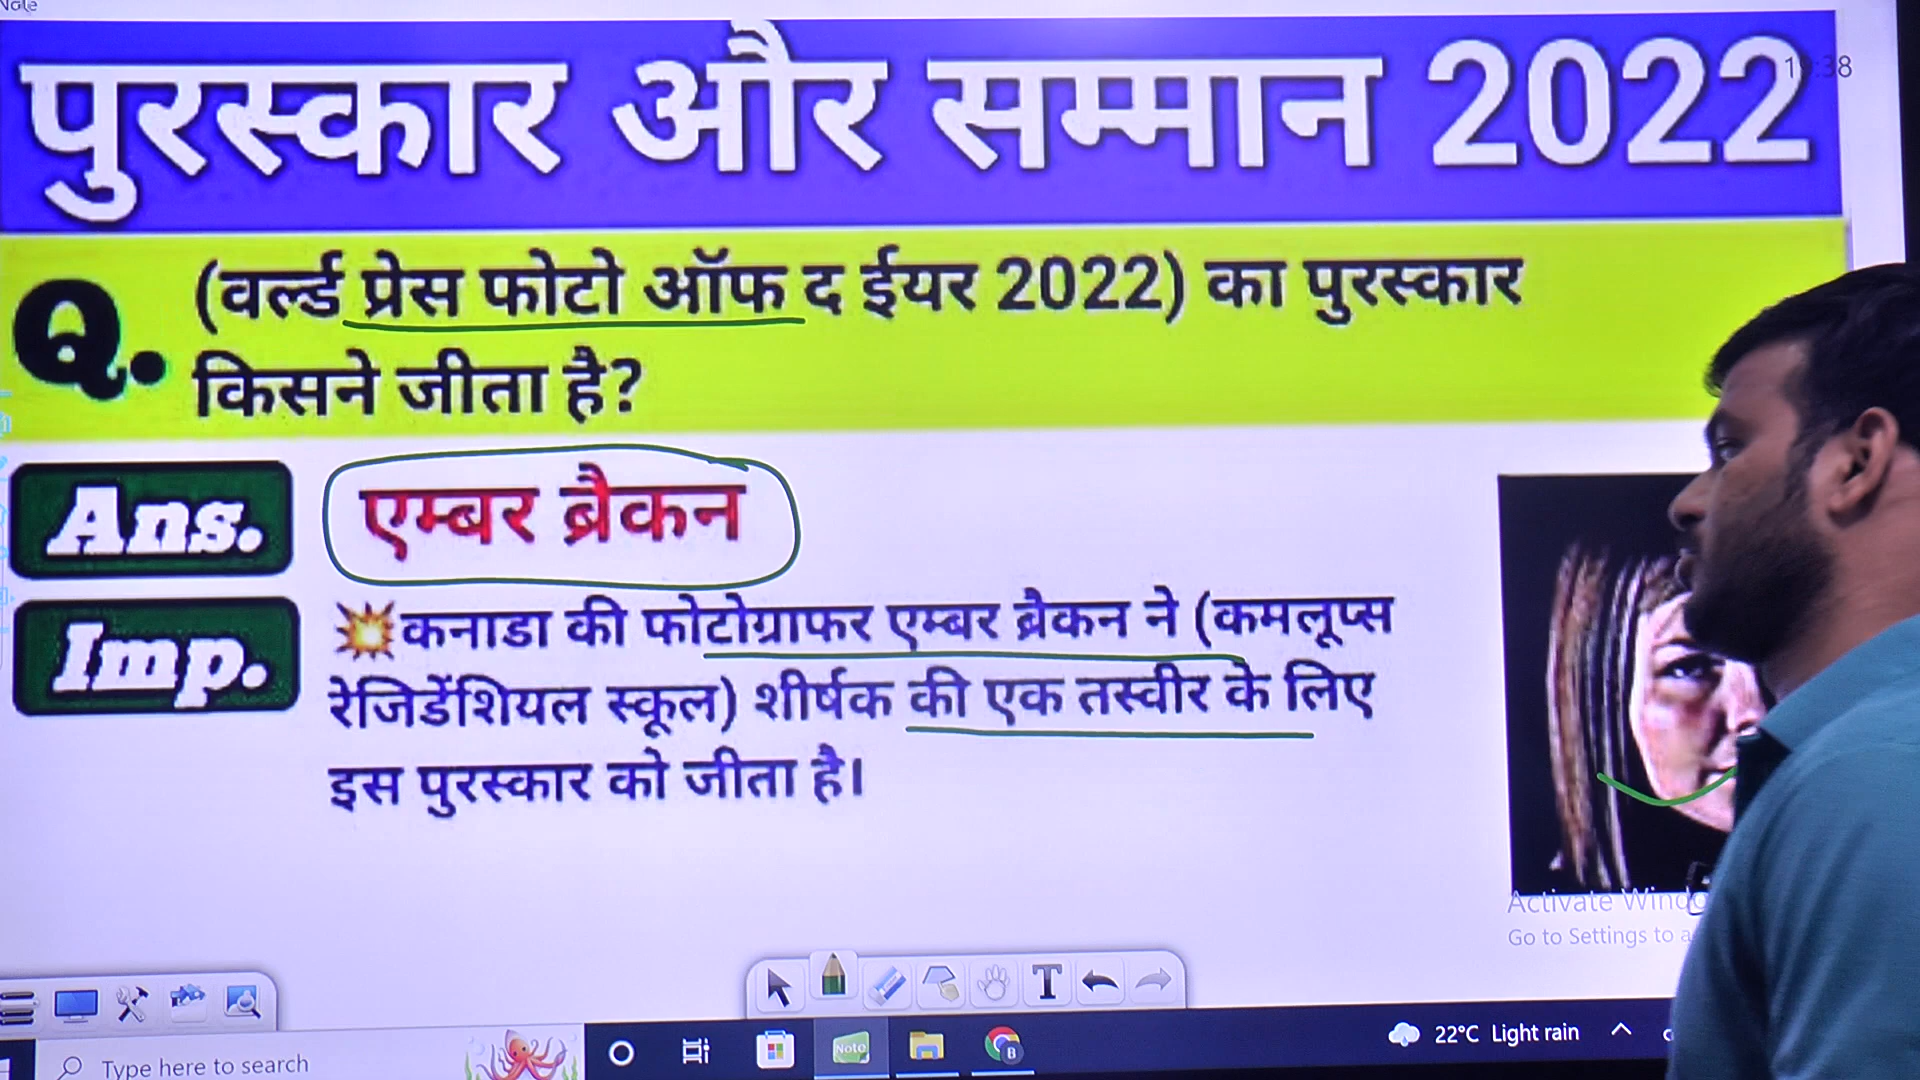 Note
पुरस्कार और सम्मान 2022
Q. (वर्ल्ड प्रेस फोटो ऑफ द ईयर 2022) का पुरस्कार
किसने जीता है?
Ans. एम्बर ब्रैकन
Imp. कनाडा की फोटोग्राफर एम्बर ब्रैकन ने (कमलूप्स
रेजिडेंशियल स्कूल) शीर्षक की एक तस्वीर के लिए
इस पुरस्कार को जीता है।
Activate Windo
Go to Settings to a
T
Type here to search
Note
B
22°C Light rain